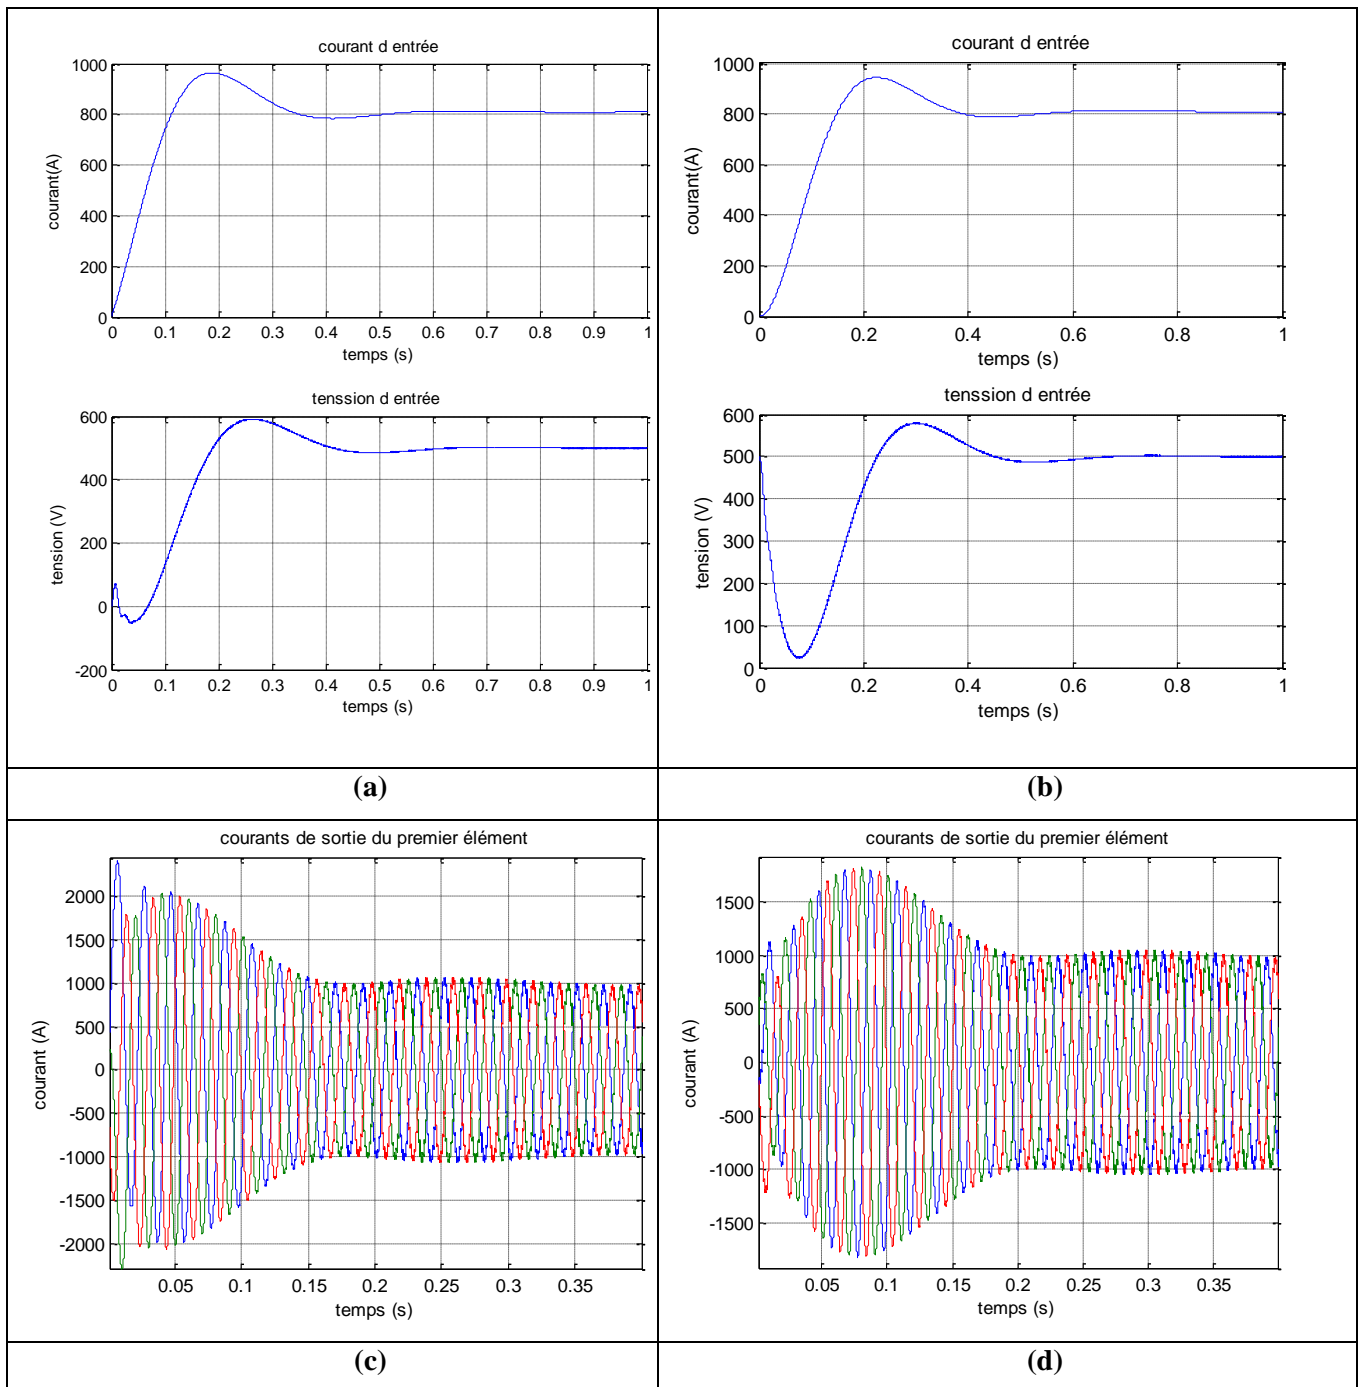 courant d entrée
1000
800
600
400
200
0
courant(A)
0 0.1 0.2 0.3 0.4 0.5 0.6 0.7 0.8 0.9 1
temps (s)
tenssion d entrée
600
400
200
0
-200
tension (V)
0 0.1 0.2 0.3 0.4 0.5 0.6 0.7 0.8 0.9 1
temps (s)
courant d entrée
1000
800
600
400
200
0
courant(A)
0 0.2 0.4 0.6 0.8 1
temps (s)
tenssion d entrée
600
500
400
300
200
100
0
tension (V)
0 0.2 0.4 0.6 0.8 1
temps (s)
(a)
(b)
courants de sortie du premier élément
2000
1500
1000
500
0
-500
-1000
-1500
-2000
courant (A)
0.05 0.1 0.15 0.2 0.25 0.3 0.35
temps (s)
courants de sortie du premier élément
1500
1000
500
0
-500
-1000
-1500
courant (A)
0.05 0.1 0.15 0.2 0.25 0.3 0.35
temps (s)
(c)
(d)